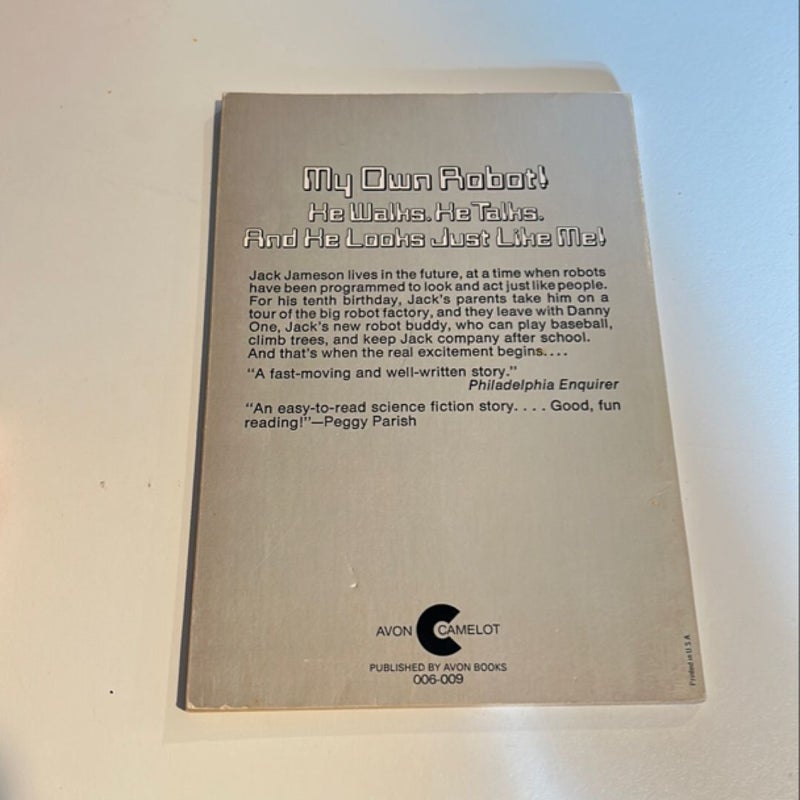 My Own Robot!
He Walks. He Talks.
And He Looks Just Like Me!
Jack Jameson lives in the future, at a time when robots
have been programmed to look and act just like people.
For his tenth birthday, Jack's parents take him on a
tour of the big robot factory, and they leave with Danny
One, Jack's new robot buddy, who can play baseball,
climb trees, and keep Jack company after school.
And that's when the real excitement begins....
"A fast-moving and well-written story."
Philadelphia Enquirer
"An easy-to-read science fiction story.... Good, fun
reading!"—Peggy Parish
AVON CAMELOT
PUBLISHED BY AVON BOOKS
006-009
Printed in U S A